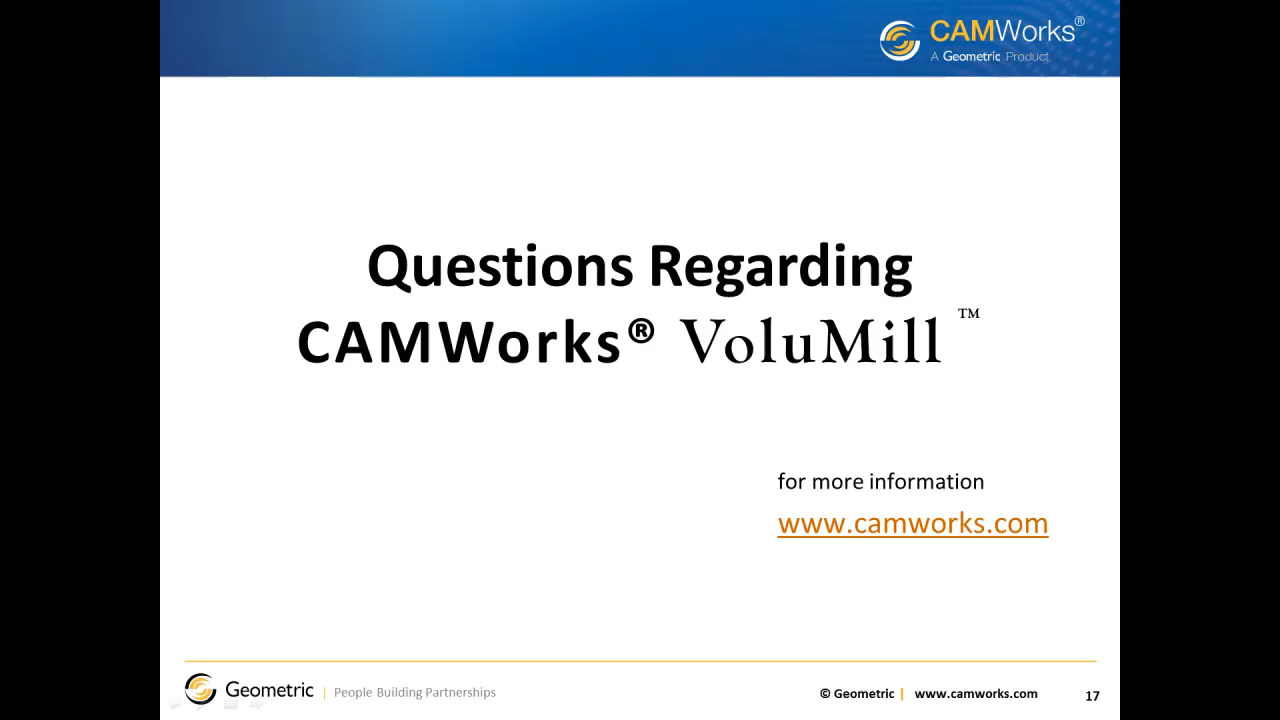 CAMWorks®
A Geometric Product
Questions Regarding
CAMWorks® VoluMill™
for more information
www.camworks.com
Geometric | People Building Partnerships
© Geometric | www.camworks.com 17